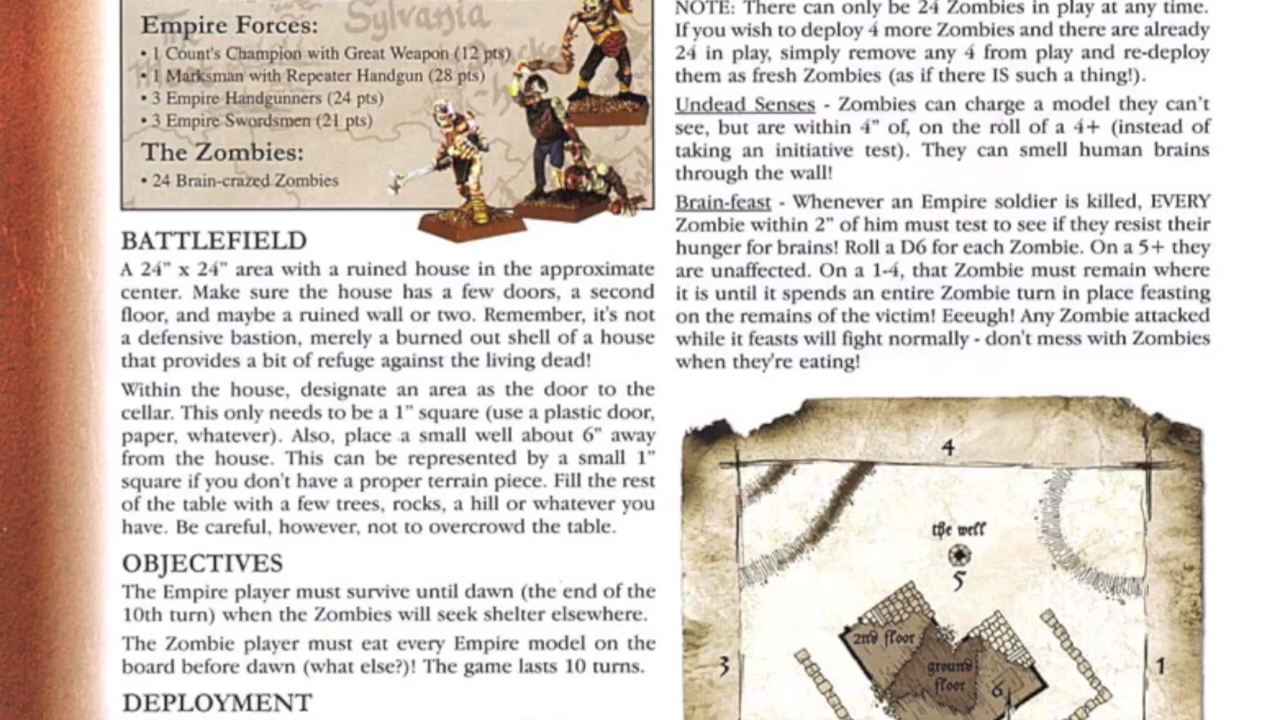 Sylvania
Empire Forces:
• 1 Count's Champion with Great Weapon (12 pts)
• 1 Marksman with Repeater Handgun (28 pts)
• 3 Empire Handgunners (24 pts)
• 3 Empire Swordsmen (21 pts)
The Zombies:
• 24 Brain-crazed Zombies
BATTLEFIELD
A 24" x 24" area with a ruined house in the approximate
center. Make sure the house has a few doors, a second
floor, and maybe a ruined wall or two. Remember, it's not
a defensive bastion, merely a burned out shell of a house
that provides a bit of refuge against the living dead!
Within the house, designate an area as the door to the
cellar. This only needs to be a 1" square (use a plastic door,
paper, whatever). Also, place a small well about 6" away
from the house. This can be represented by a small 1"
square if you don't have a proper terrain piece. Fill the rest
of the table with a few trees, rocks, a hill or whatever you
have. Be careful, however, not to overcrowd the table.
OBJECTIVES
The Empire player must survive until dawn (the end of the
10th turn) when the Zombies will seek shelter elsewhere.
The Zombie player must eat every Empire model on the
board before dawn (what else?)! The game lasts 10 turns.
DEPLOYMENT
NOTE: There can only be 24 Zombies in play at any time.
If you wish to deploy 4 more Zombies and there are already
24 in play, simply remove any 4 from play and re-deploy
them as fresh Zombies (as if there IS such a thing!).
Undead Senses - Zombies can charge a model they can't
see, but are within 4" of, on the roll of a 4+ (instead of
taking an initiative test). They can smell human brains
through the wall!
Brain-feast - Whenever an Empire soldier is killed, EVERY
Zombie within 2" of him must test to see if they resist their
hunger for brains! Roll a D6 for each Zombie. On a 5+ they
are unaffected. On a 1-4, that Zombie must remain where
it is until it spends an entire Zombie turn in place feasting
on the remains of the victim! Eeeugh! Any Zombie attacked
while it feasts will fight normally - don't mess with Zombies
when they're eating!
4
the well
5
2nd floor
ground
floor
6
3
1